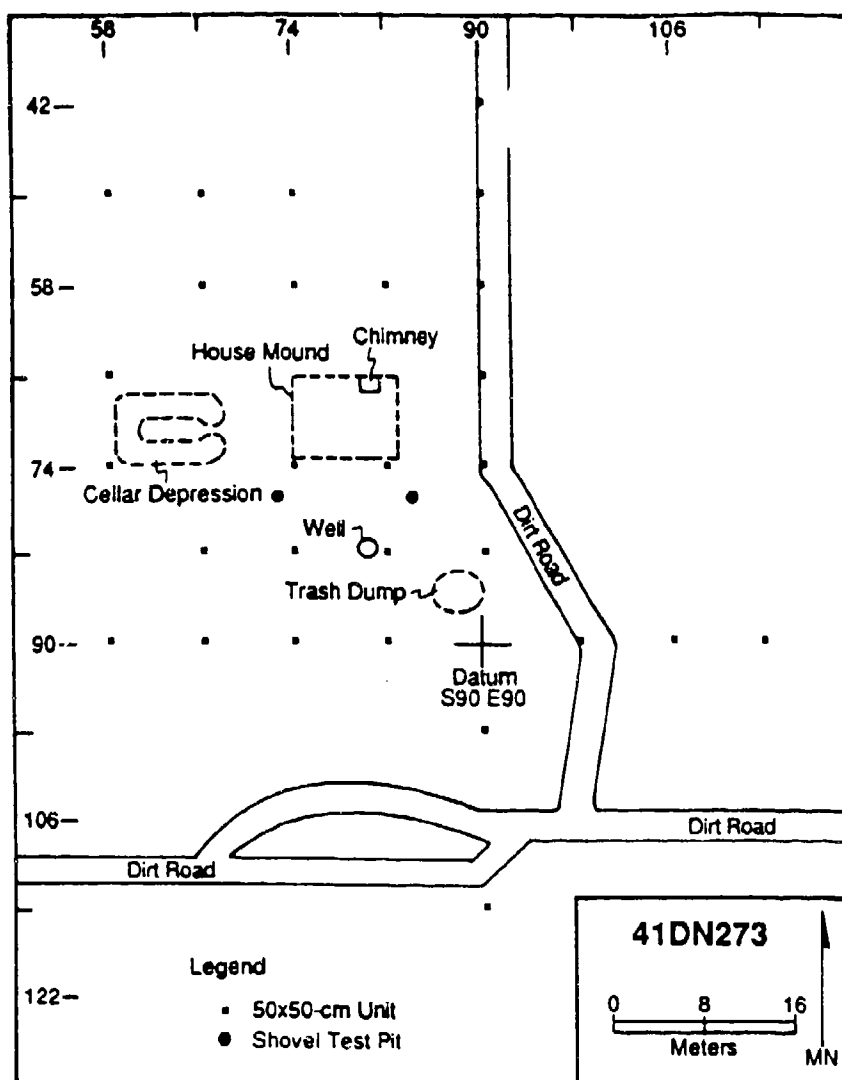 58 74 90 106
42
58
Chimney
House Mound
74
Cellar Depression
Dirt Road
Well
Trash Dump
90
Datum
S90 E90
106
Dirt Road
Dirt Road
41DN273
Legend
0 8 16
122
50x50-cm Unit
Meters
Shovel Test Pit
MN